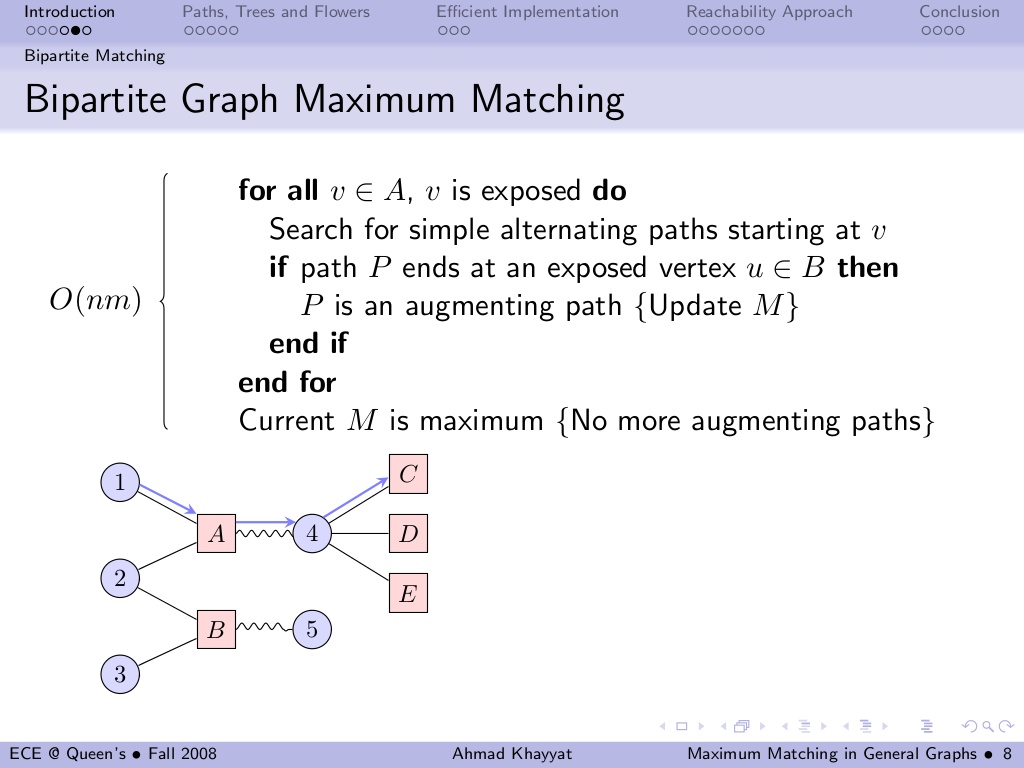 Introduction Paths, Trees and Flowers Efficient Implementation Reachability Approach Conclusion
Bipartite Matching
Bipartite Graph Maximum Matching
for all v ∈ A, v is exposed do
Search for simple alternating paths starting at v
if path P ends at an exposed vertex u ∈ B then
O(nm)
P is an augmenting path {Update M}
end if
end for
Current M is maximum {No more augmenting paths}
1
C
A
4
D
2
E
B
5
3
ECE @ Queen's • Fall 2008 Ahmad Khayyat Maximum Matching in General Graphs • 8